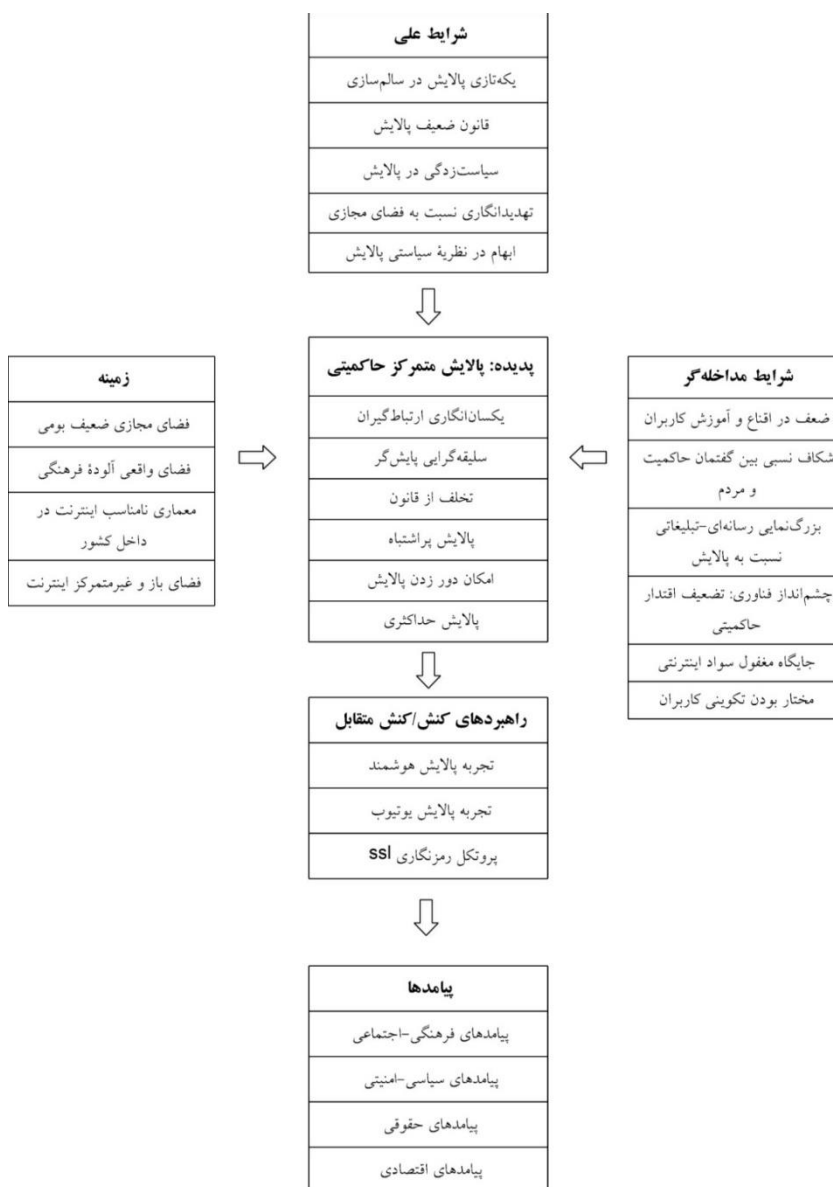 شرایط علی
یکه‌تازی پالایش در سالم‌سازی
قانون ضعیف پالایش
سیاست‌زدگی در پالایش
تهدیدانگاری نسبت به فضای مجازی
ابهام در نظریهٔ سیاستی پالایش
شرایط مداخله‌گر
ضعف در اقناع و آموزش کاربران
شکاف نسبی بین گفتمان حاکمیت
و مردم
بزرگ‌نمایی رسانه‌ای-تبلیغاتی
نسبت به پالایش
چشم‌انداز فناوری: تضعیف اقتدار
حاکمیتی
جایگاه مغفول سواد اینترنتی
مختار بودن تکوینی کاربران
پدیده: پالایش متمرکز حاکمیتی
یکسان‌انگاری ارتباط‌گیران
سلیقه‌گرایی پایش‌گر
تخلف از قانون
پالایش پراشتباه
امکان دور زدن پالایش
پالایش حداکثری
زمینه
فضای مجازی ضعیف بومی
فضای واقعی آلودهٔ فرهنگی
معماری نامناسب اینترنت در
داخل کشور
فضای باز و غیرمتمرکز اینترنت
راهبردهای کنش/کنش متقابل
تجربه پالایش هوشمند
تجربه پالایش یوتیوب
پروتکل رمزنگاری ssl
پیامدها
پیامدهای فرهنگی-اجتماعی
پیامدهای سیاسی-امنیتی
پیامدهای حقوقی
پیامدهای اقتصادی